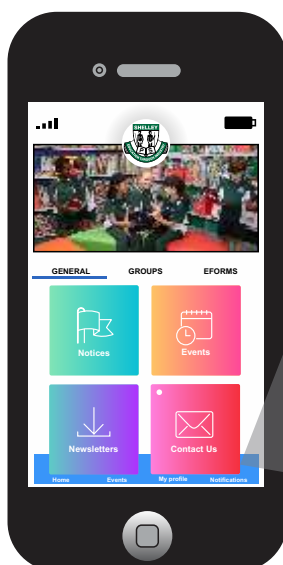 SHELLEY
GENERAL GROUPS EFORMS
Notices Events
Newsletters Contact Us
Home Events My profile Notifications